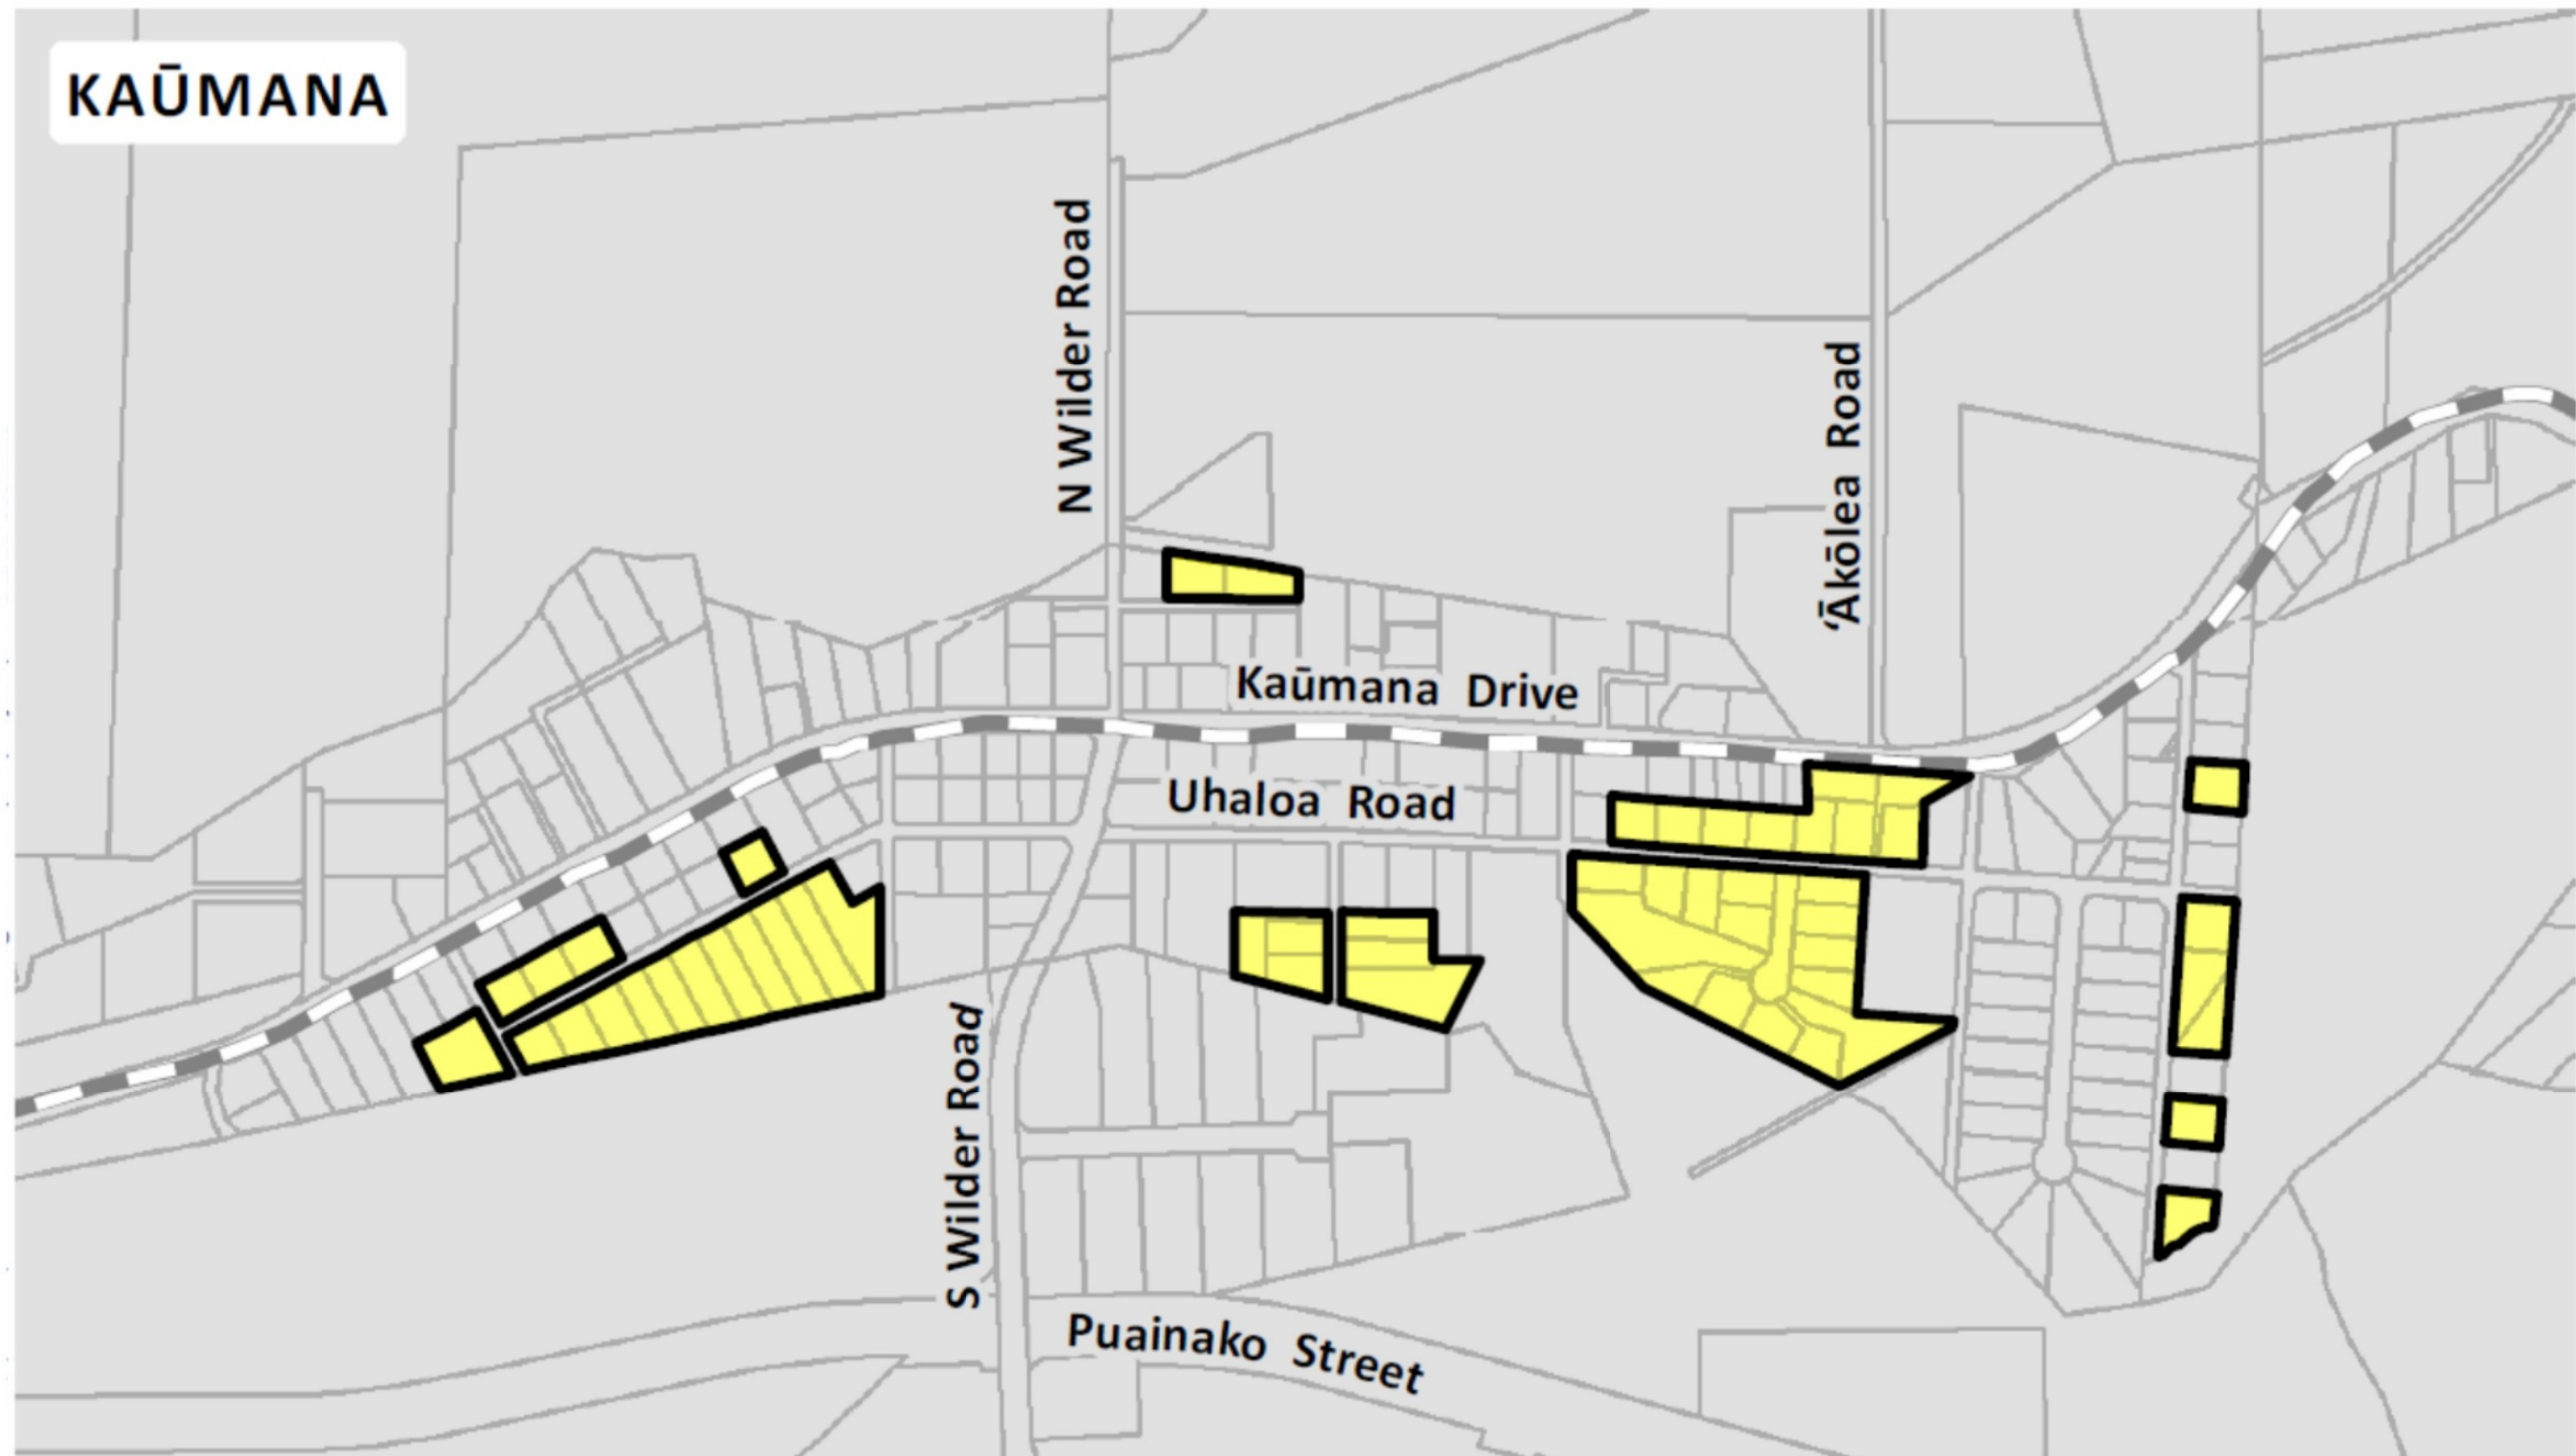 KAŪMANA
N Wilder Road
ʻĀkōlea Road
Kaūmana Drive
Uhaloa Road
S Wilder Road
Puainako Street